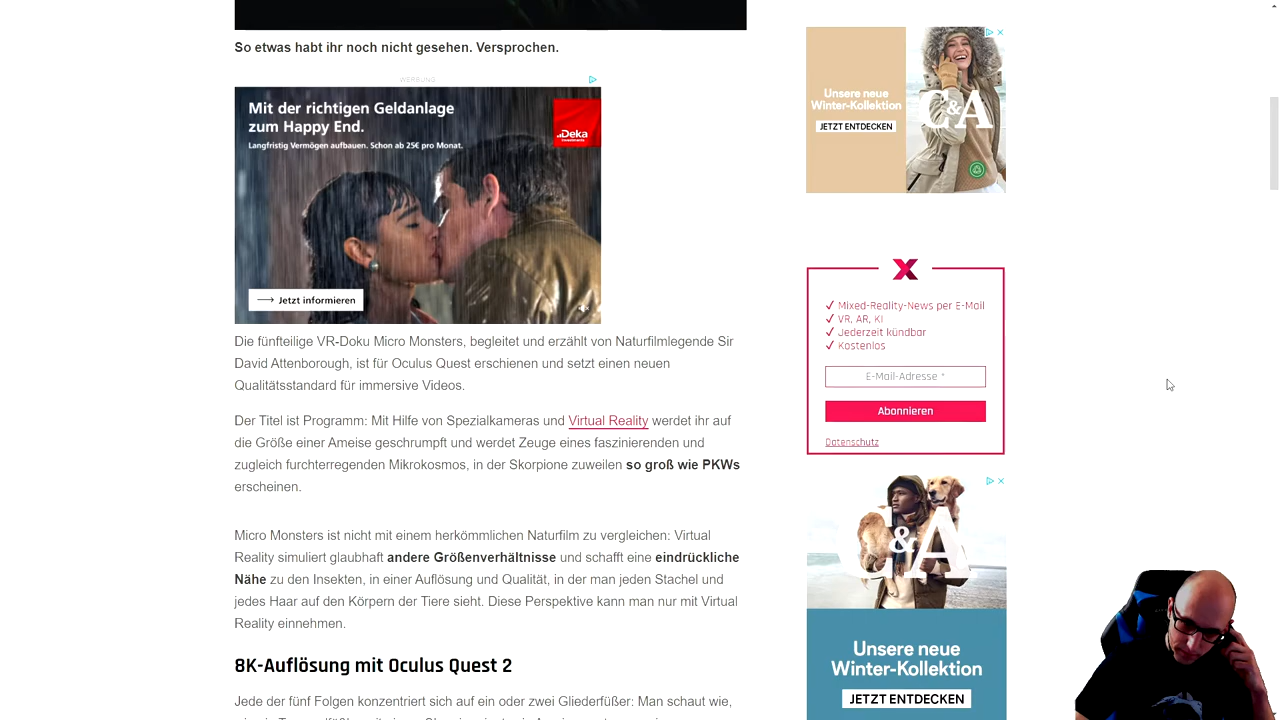 So etwas habt ihr noch nicht gesehen. Versprochen.
WERBUNG
Mit der richtigen Geldanlage
zum Happy End.
Langfristig Vermögen aufbauen. Schon ab 25€ pro Monat.
Deka
Investments
Jetzt informieren
Die fünfteilige VR-Doku Micro Monsters, begleitet und erzählt von Naturfilmlegende Sir
David Attenborough, ist für Oculus Quest erschienen und setzt einen neuen
Qualitätsstandard für immersive Videos.
Der Titel ist Programm: Mit Hilfe von Spezialkameras und Virtual Reality werdet ihr auf
die Größe einer Ameise geschrumpft und werdet Zeuge eines faszinierenden und
zugleich furchterregenden Mikrokosmos, in der Skorpione zuweilen so groß wie PKWs
erscheinen.
Micro Monsters ist nicht mit einem herkömmlichen Naturfilm zu vergleichen: Virtual
Reality simuliert glaubhaft andere Größenverhältnisse und schafft eine eindrückliche
Nähe zu den Insekten, in einer Auflösung und Qualität, in der man jeden Stachel und
jedes Haar auf den Körpern der Tiere sieht. Diese Perspektive kann man nur mit Virtual
Reality einnehmen.
8K-Auflösung mit Oculus Quest 2
Jede der fünf Folgen konzentriert sich auf ein oder zwei Gliederfüßer: Man schaut wie,
Unsere neue
Winter-Kollektion
JETZT ENTDECKEN
C&A
Mixed-Reality-News per E-Mail
VR, AR, KI
Jederzeit kündbar
Kostenlos
E-Mail-Adresse *
Abonnieren
Datenschutz
C&A
Unsere neue
Winter-Kollektion
JETZT ENTDECKEN